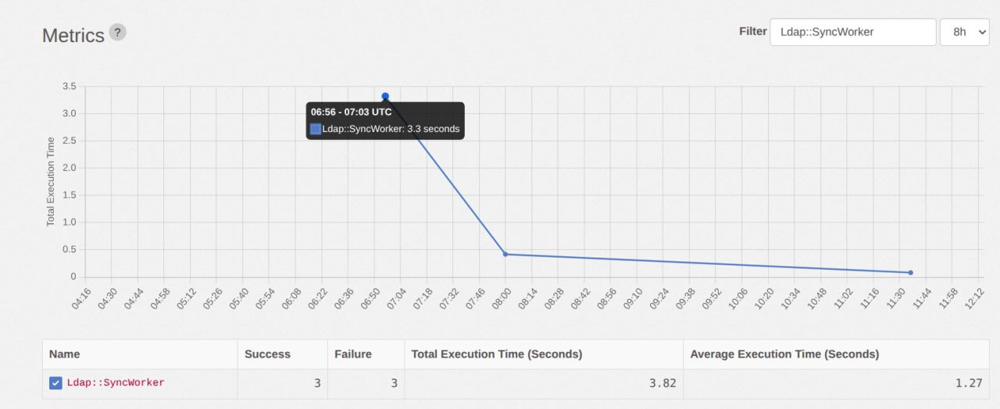 Metrics ?
Filter Ldap::SyncWorker 8h
3.5
3.0
2.5
2.0
1.5
1.0
0.5
0
Total Execution Time
06:56 - 07:03 UTC
Ldap::SyncWorker: 3.3 seconds
04:16 04:30 04:44 04:58 05:12 05:26 05:40 05:54 06:08 06:22 06:36 06:50 07:04 07:18 07:32 07:46 08:00 08:14 08:28 08:42 08:56 09:10 09:24 09:38 09:52 10:06 10:20 10:34 10:48 11:02 11:16 11:30 11:44 11:58 12:12
Name Success Failure Total Execution Time (Seconds) Average Execution Time (Seconds)
Ldap::SyncWorker 3 3 3.82 1.27